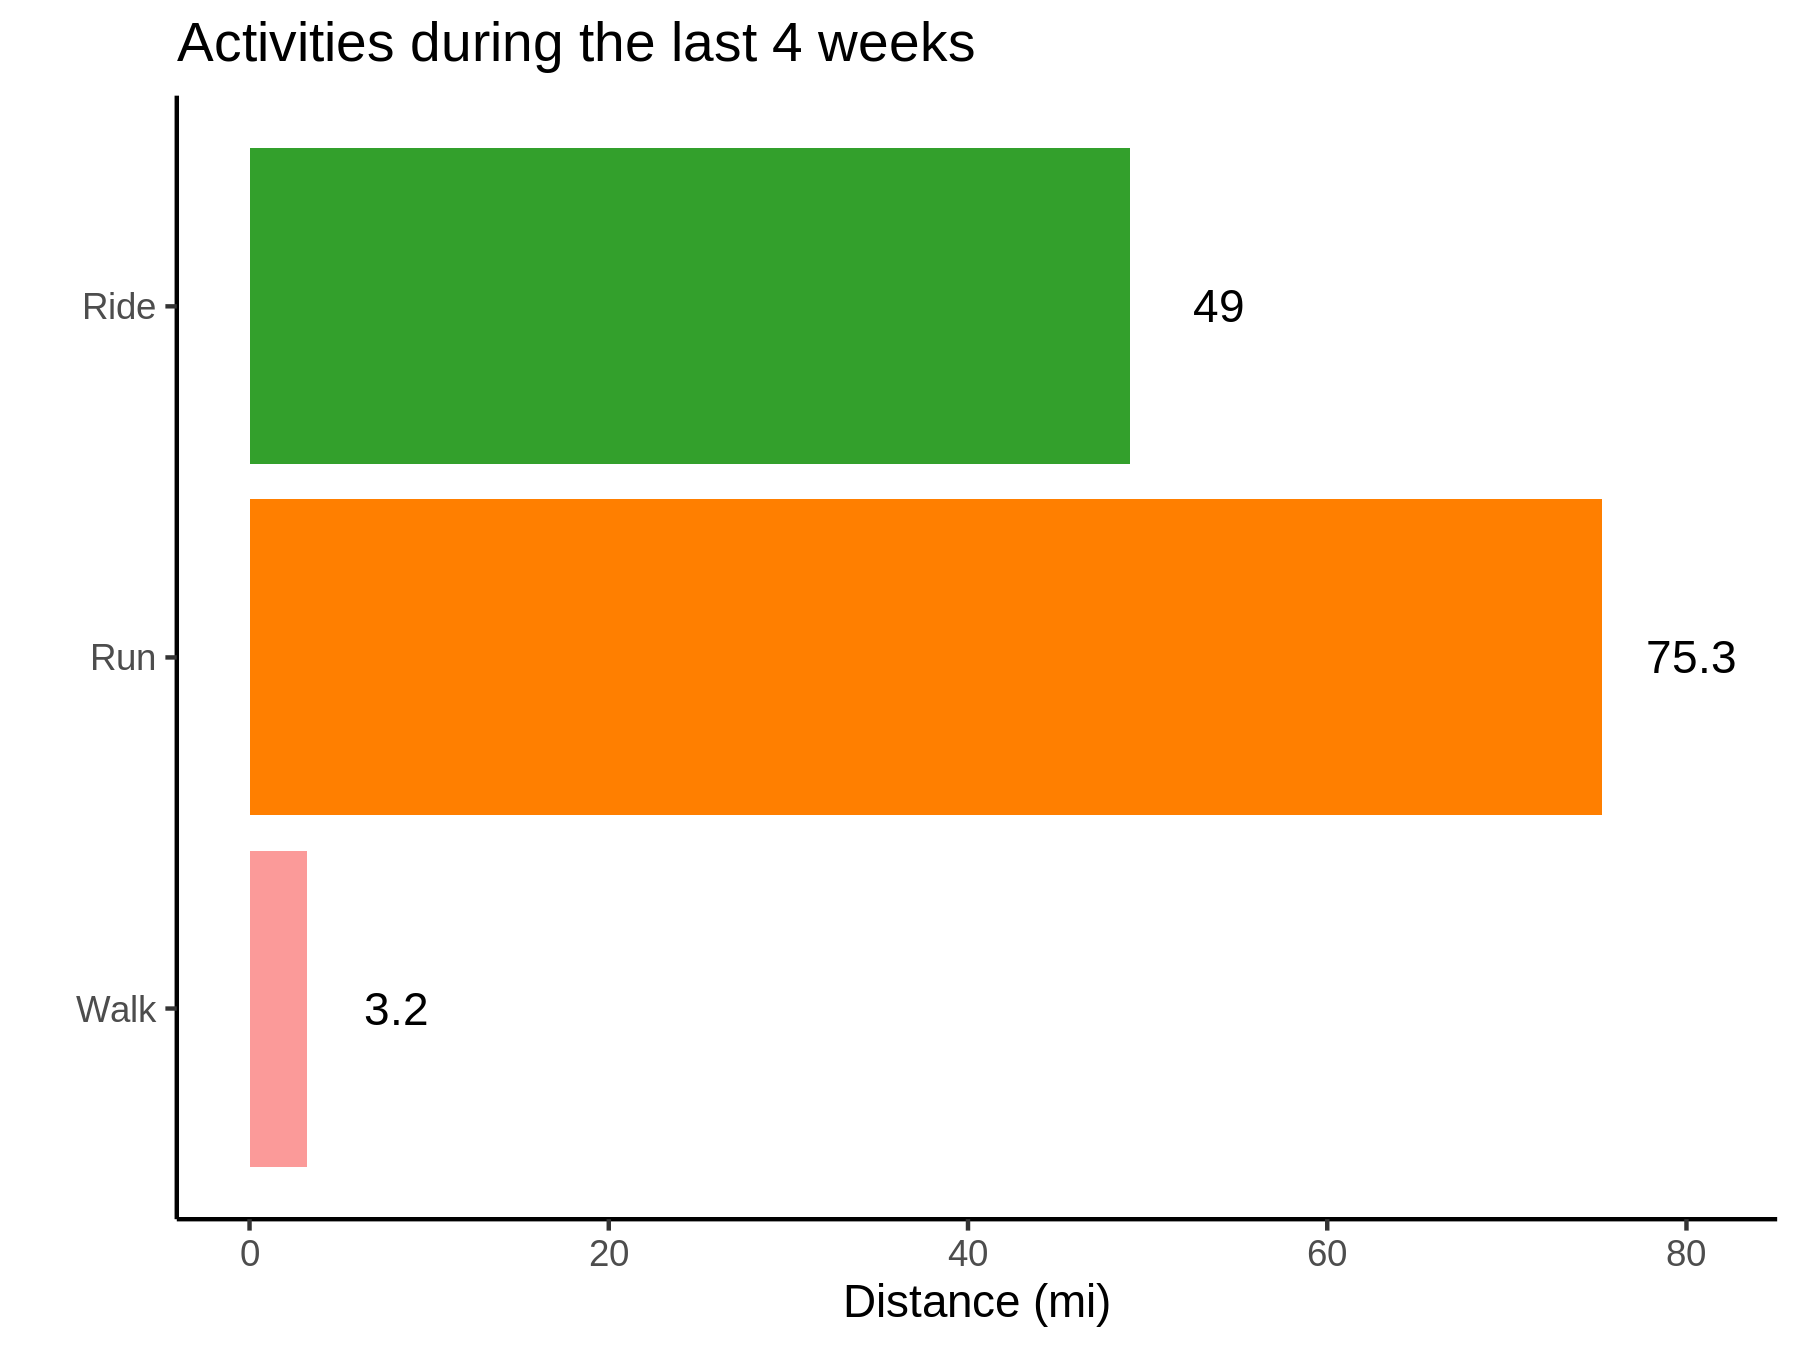 Activities during the last 4 weeks
Ride
49
Run
75.3
Walk
3.2
0 20 40 60 80
Distance (mi)